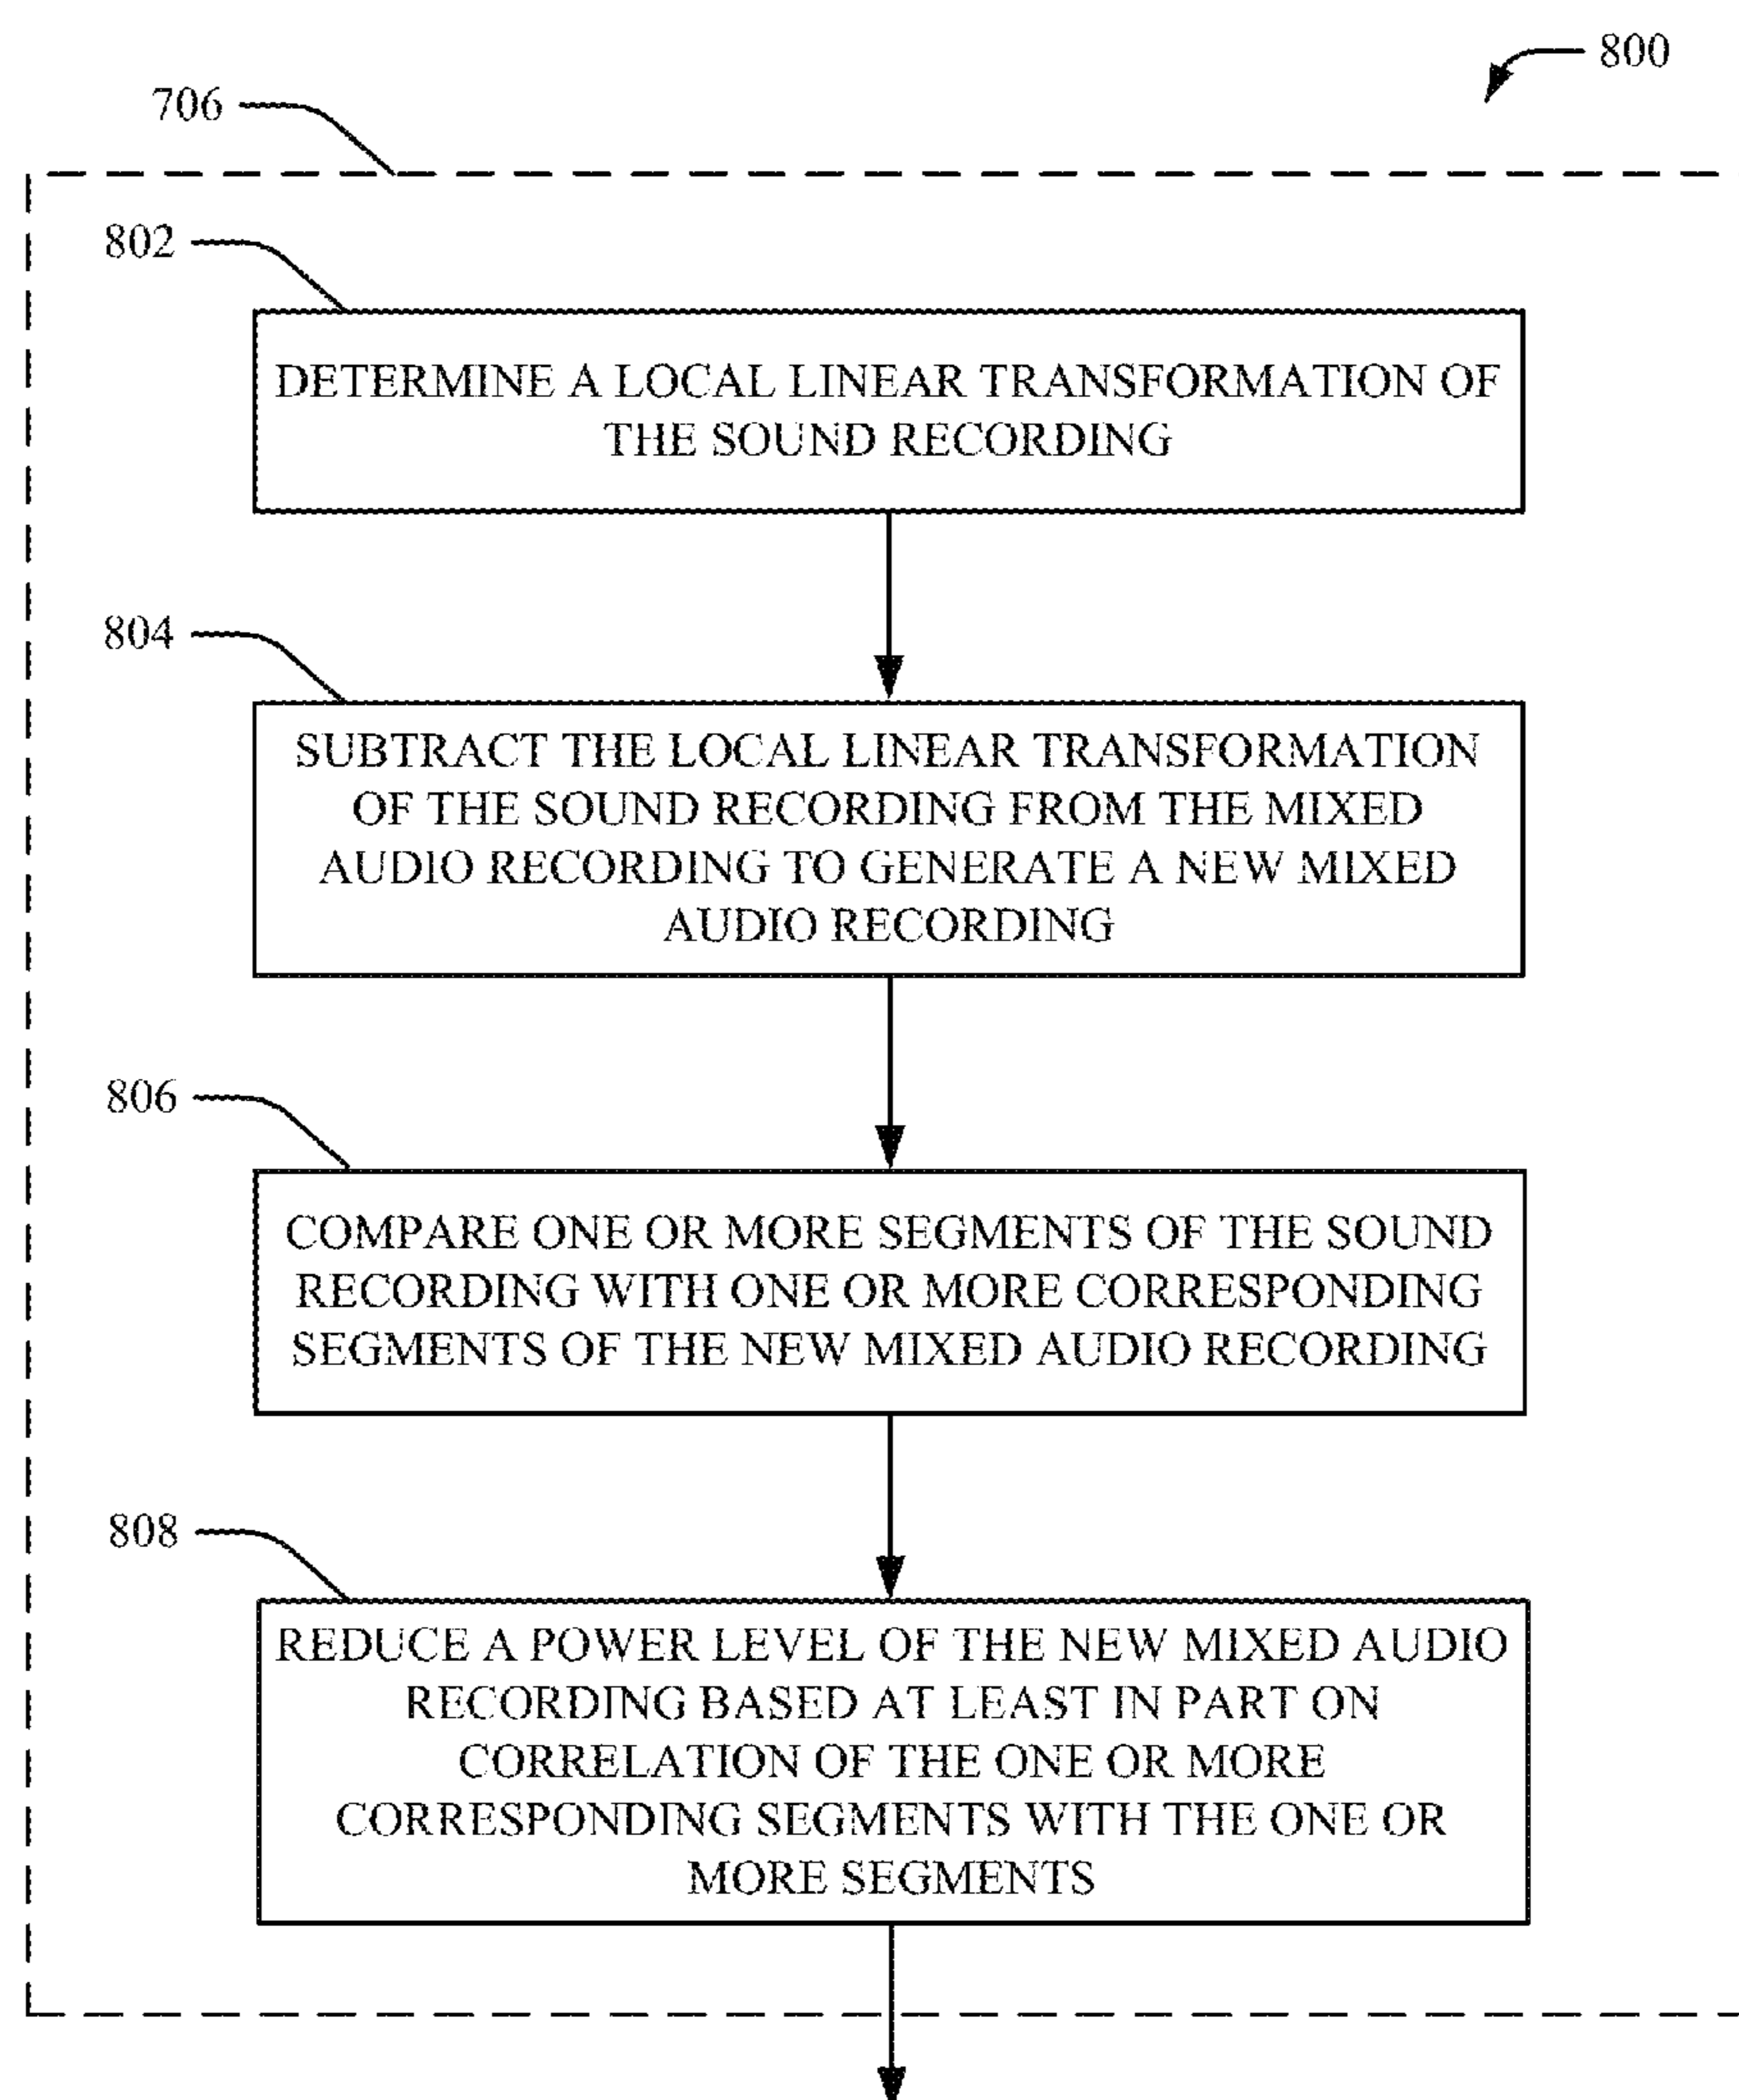 800
706
802
DETERMINE A LOCAL LINEAR TRANSFORMATION OF
THE SOUND RECORDING
804
SUBTRACT THE LOCAL LINEAR TRANSFORMATION
OF THE SOUND RECORDING FROM THE MIXED
AUDIO RECORDING TO GENERATE A NEW MIXED
AUDIO RECORDING
806
COMPARE ONE OR MORE SEGMENTS OF THE SOUND
RECORDING WITH ONE OR MORE CORRESPONDING
SEGMENTS OF THE NEW MIXED AUDIO RECORDING
808
REDUCE A POWER LEVEL OF THE NEW MIXED AUDIO
RECORDING BASED AT LEAST IN PART ON
CORRELATION OF THE ONE OR MORE
CORRESPONDING SEGMENTS WITH THE ONE OR
MORE SEGMENTS